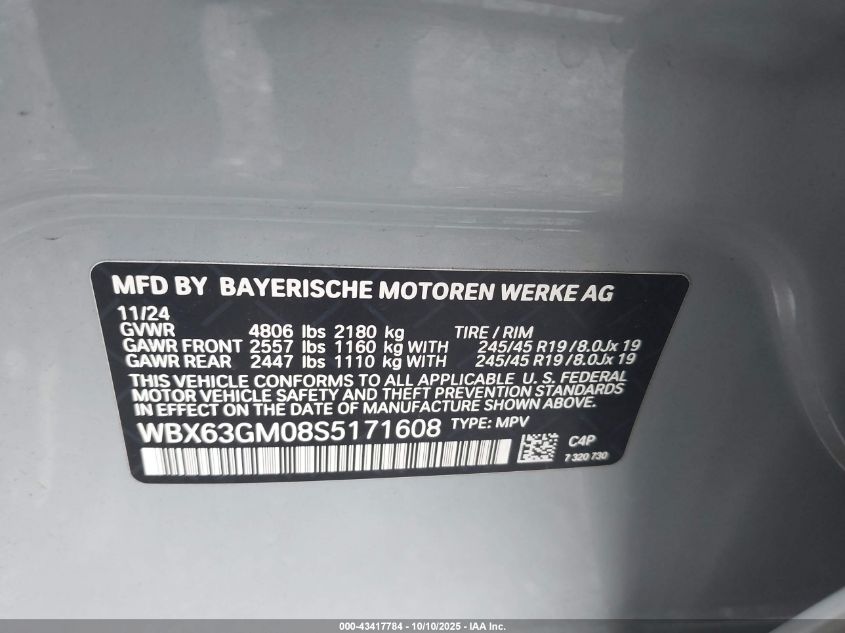 MFD BY BAYERISCHE MOTOREN WERKE AG
11/24
GVWR 4806 lbs 2180 kg TIRE / RIM
GAWR FRONT 2557 lbs 1160 kg WITH 245/45 R19 / 8.0Jx 19
GAWR REAR 2447 lbs 1110 kg WITH 245/45 R19 / 8.0Jx 19
THIS VEHICLE CONFORMS TO ALL APPLICABLE U. S. FEDERAL
MOTOR VEHICLE SAFETY AND THEFT PREVENTION STANDARDS
IN EFFECT ON THE DATE OF MANUFACTURE SHOWN ABOVE.
WBX63GM08S5171608 TYPE: MPV
C4P
7 320 730
000-43417784 - 10/10/2025 - IAA Inc.